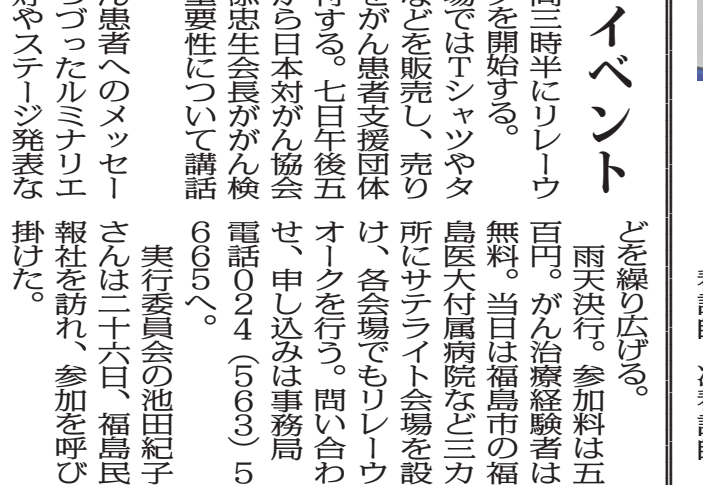 イベント
三時半にリレーウ
クを開始する。
場ではTシャツやタ
などを販売し、売り
をがん患者支援団体
付する。七日午後五
から日本対がん協会
忠生会長ががん検
重要性について講話
ん患者へのメッセー
づったルミナリエ
やステージ発表な
どを繰り広げる。
雨天決行。参加料は五
百円。がん治療経験者は
無料。当日は福島市の福
島医大付属病院など三カ
所にサテライト会場を設
け、各会場でもリレーウ
オークを行う。問い合わ
せ、申し込みは事務局
電話024（563）5
665へ。
実行委員会の池田紀子
さんは二十六日、福島民
報社を訪れ、参加を呼び
掛けた。